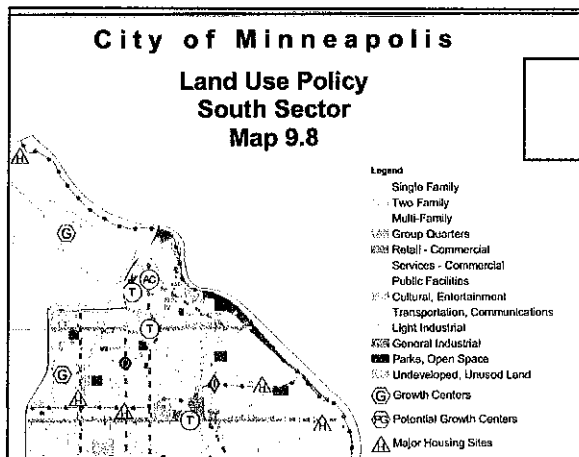 City of Minneapolis
Land Use Policy
South Sector
Map 9.8
Legend
Single Family
Two Family
Multi-Family
Group Quarters
Retail - Commercial
Services - Commercial
Public Facilities
Cultural, Entertainment
Transportation, Communications
Light Industrial
General Industrial
Parks, Open Space
Undeveloped, Unused Land
G Growth Centers
PG Potential Growth Centers
H Major Housing Sites
H
G
AC
T
T
G
H
H
H
H
T